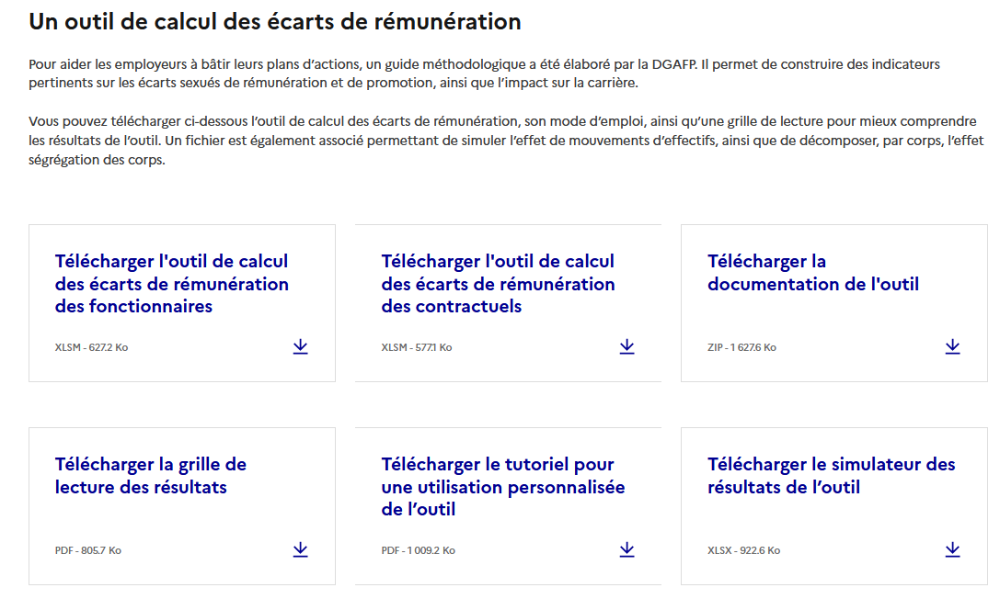 Un outil de calcul des écarts de rémunération
Pour aider les employeurs à bâtir leurs plans d’actions, un guide méthodologique a été élaboré par la DGAFP. Il permet de construire des indicateurs
pertinents sur les écarts sexués de rémunération et de promotion, ainsi que l’impact sur la carrière.
Vous pouvez télécharger ci-dessous l’outil de calcul des écarts de rémunération, son mode d’emploi, ainsi qu’une grille de lecture pour mieux comprendre
les résultats de l’outil. Un fichier est également associé permettant de simuler l’effet de mouvements d’effectifs, ainsi que de décomposer, par corps, l’effet
ségrégation des corps.
Télécharger l'outil de calcul
des écarts de rémunération
des fonctionnaires
XLSM - 627.2 Ko
Télécharger l'outil de calcul
des écarts de rémunération
des contractuels
XLSM - 577.1 Ko
Télécharger la
documentation de l'outil
ZIP - 1 627.6 Ko
Télécharger la grille de
lecture des résultats
PDF - 805.7 Ko
Télécharger le tutoriel pour
une utilisation personnalisée
de l’outil
PDF - 1 009.2 Ko
Télécharger le simulateur des
résultats de l’outil
XLSX - 922.6 Ko